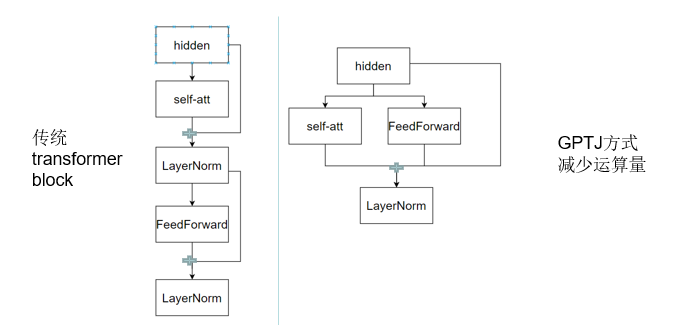 传统
transformer
block
hidden
self-att
LayerNorm
FeedForward
LayerNorm
hidden
self-att
FeedForward
LayerNorm
GPTJ方式
减少运算量